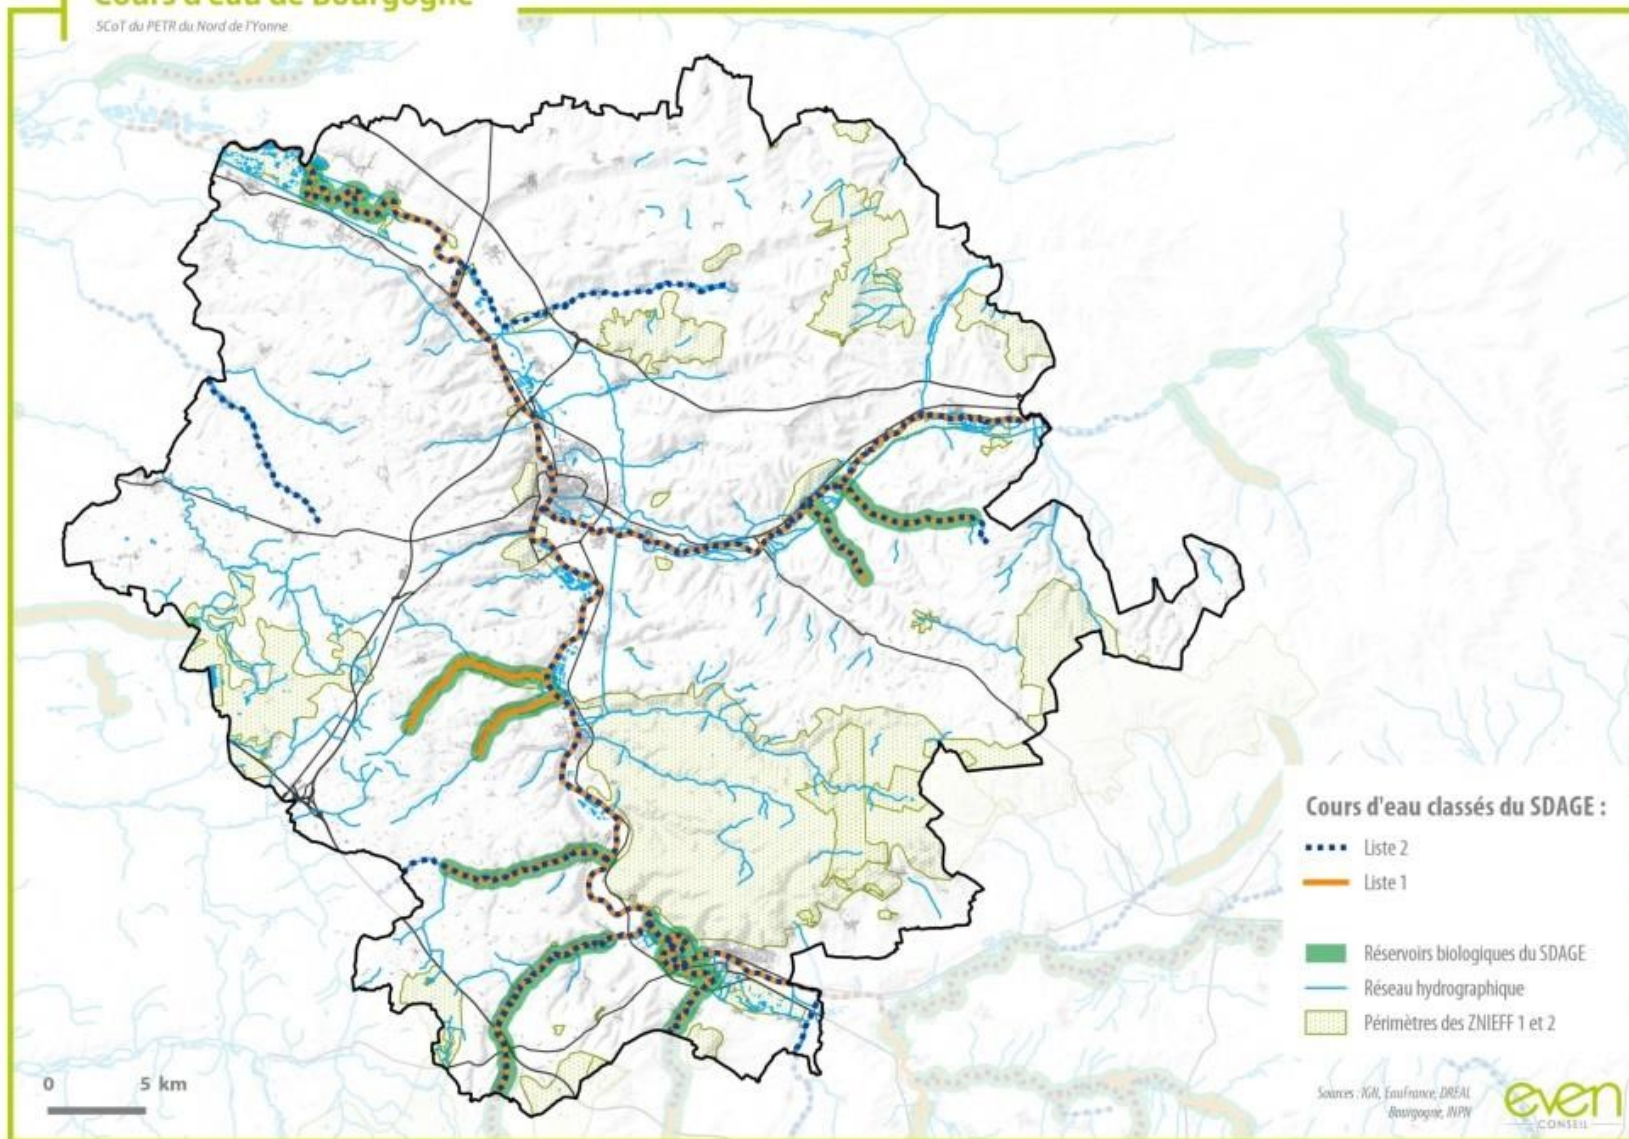 Cours d'eau de Bourgogne
SCoT du PETR du Nord de l'Yonne
Cours d'eau classés du SDAGE :
Liste 2
Liste 1
Réservoirs biologiques du SDAGE
Réseau hydrographique
Périmètres des ZNIEFF 1 et 2
0 5 km
Sources : IGN, EauFrance, DREAL
Bourgogne, INPN
even
CONSEIL